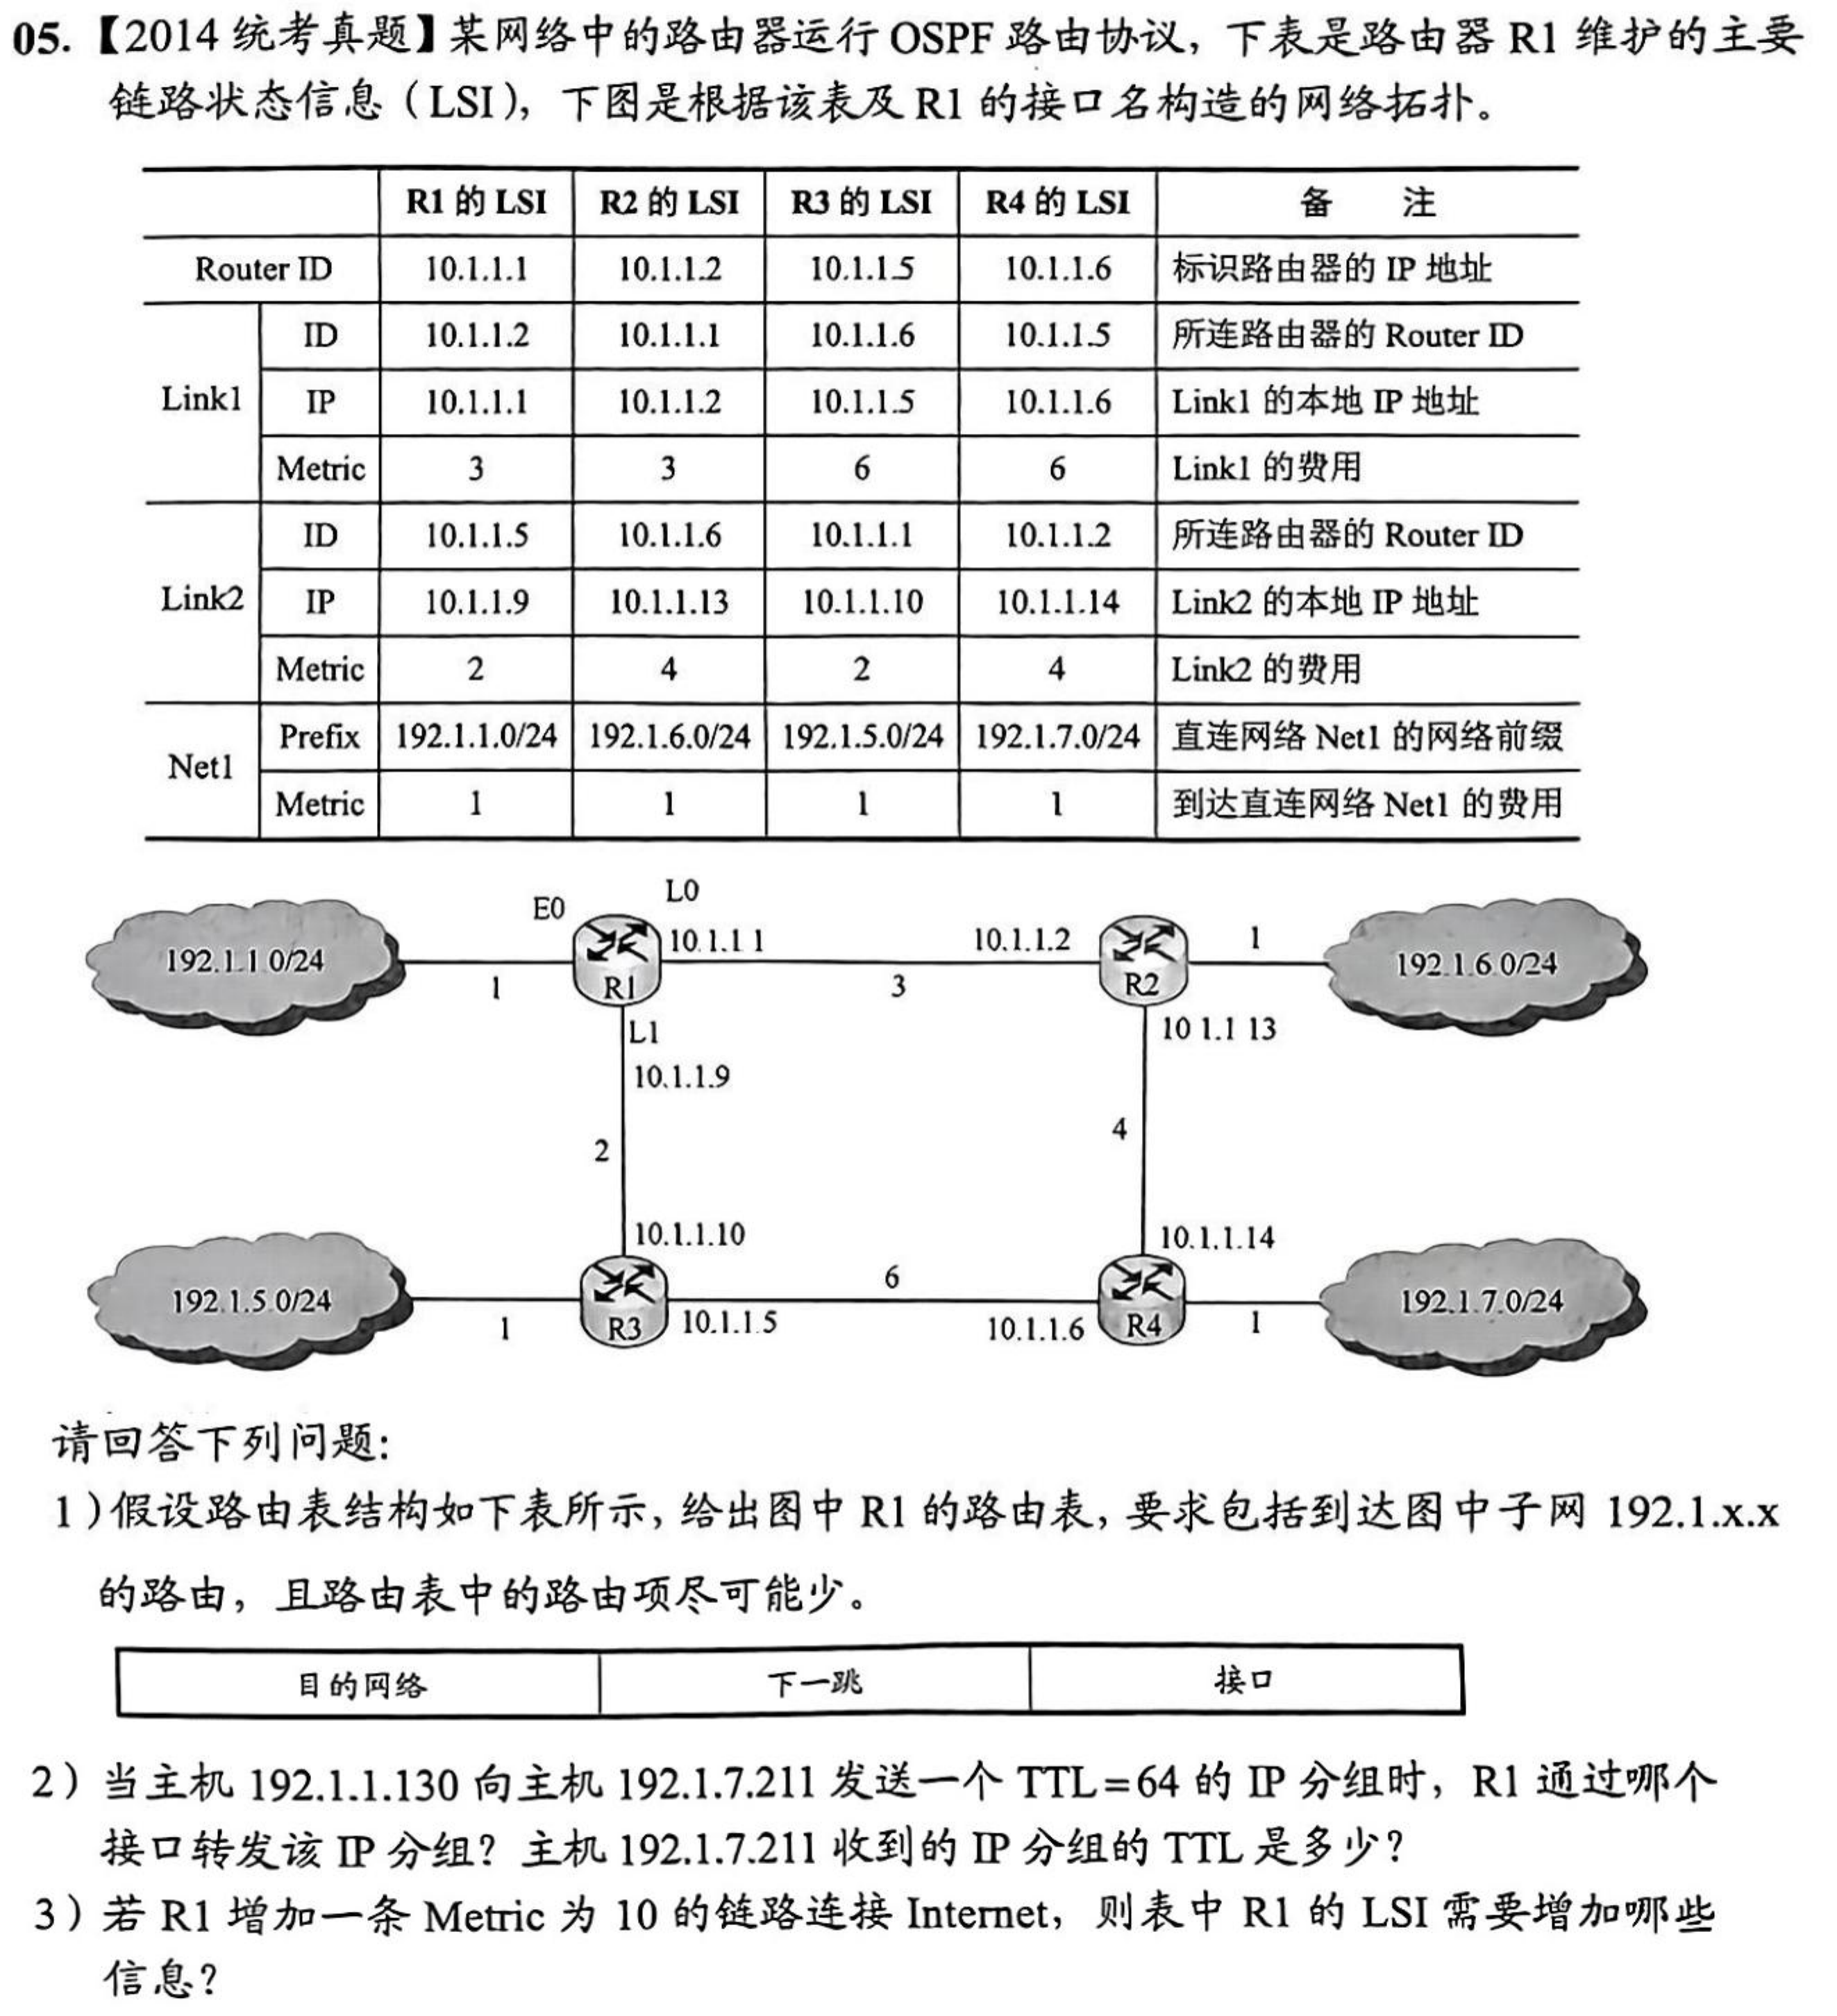 05.【2014 统考真题】某网络中的路由器运行 OSPF 路由协议，下表是路由器 R1 维护的主要
链路状态信息（LSI），下图是根据该表及 R1 的接口名构造的网络拓扑。
R1 的 LSI R2 的 LSI R3 的 LSI R4 的 LSI 备 注
Router ID 10.1.1.1 10.1.1.2 10.1.1.5 10.1.1.6 标识路由器的 IP 地址
Link1 ID 10.1.1.2 10.1.1.1 10.1.1.6 10.1.1.5 所连路由器的 Router ID
IP 10.1.1.1 10.1.1.2 10.1.1.5 10.1.1.6 Link1 的本地 IP 地址
Metric 3 3 6 6 Link1 的费用
Link2 ID 10.1.1.5 10.1.1.6 10.1.1.1 10.1.1.2 所连路由器的 Router ID
IP 10.1.1.9 10.1.1.13 10.1.1.10 10.1.1.14 Link2 的本地 IP 地址
Metric 2 4 2 4 Link2 的费用
Net1 Prefix 192.1.1.0/24 192.1.6.0/24 192.1.5.0/24 192.1.7.0/24 直连网络 Net1 的网络前缀
Metric 1 1 1 1 到达直连网络 Net1 的费用
E0 L0
192.1.1 0/24 10.1.1 1 10.1.1.2 1 192.1.6 0/24
1 R1 3 R2
L1 10 1.1 13
10.1.1.9
2 4
10.1.1.10 10.1.1.14
192.1.5 0/24 6 192.1.7.0/24
1 R3 10.1.1.5 10.1.1.6 R4 1
请回答下列问题：
1）假设路由表结构如下表所示，给出图中 R1 的路由表，要求包括到达图中子网 192.1.x.x
的路由，且路由表中的路由项尽可能少。
目的网络 下一跳 接口
2）当主机 192.1.1.130 向主机 192.1.7.211 发送一个 TTL=64 的 IP 分组时，R1 通过哪个
接口转发该 IP 分组？主机 192.1.7.211 收到的 IP 分组的 TTL 是多少？
3）若 R1 增加一条 Metric 为 10 的链路连接 Internet，则表中 R1 的 LSI 需要增加哪些
信息？